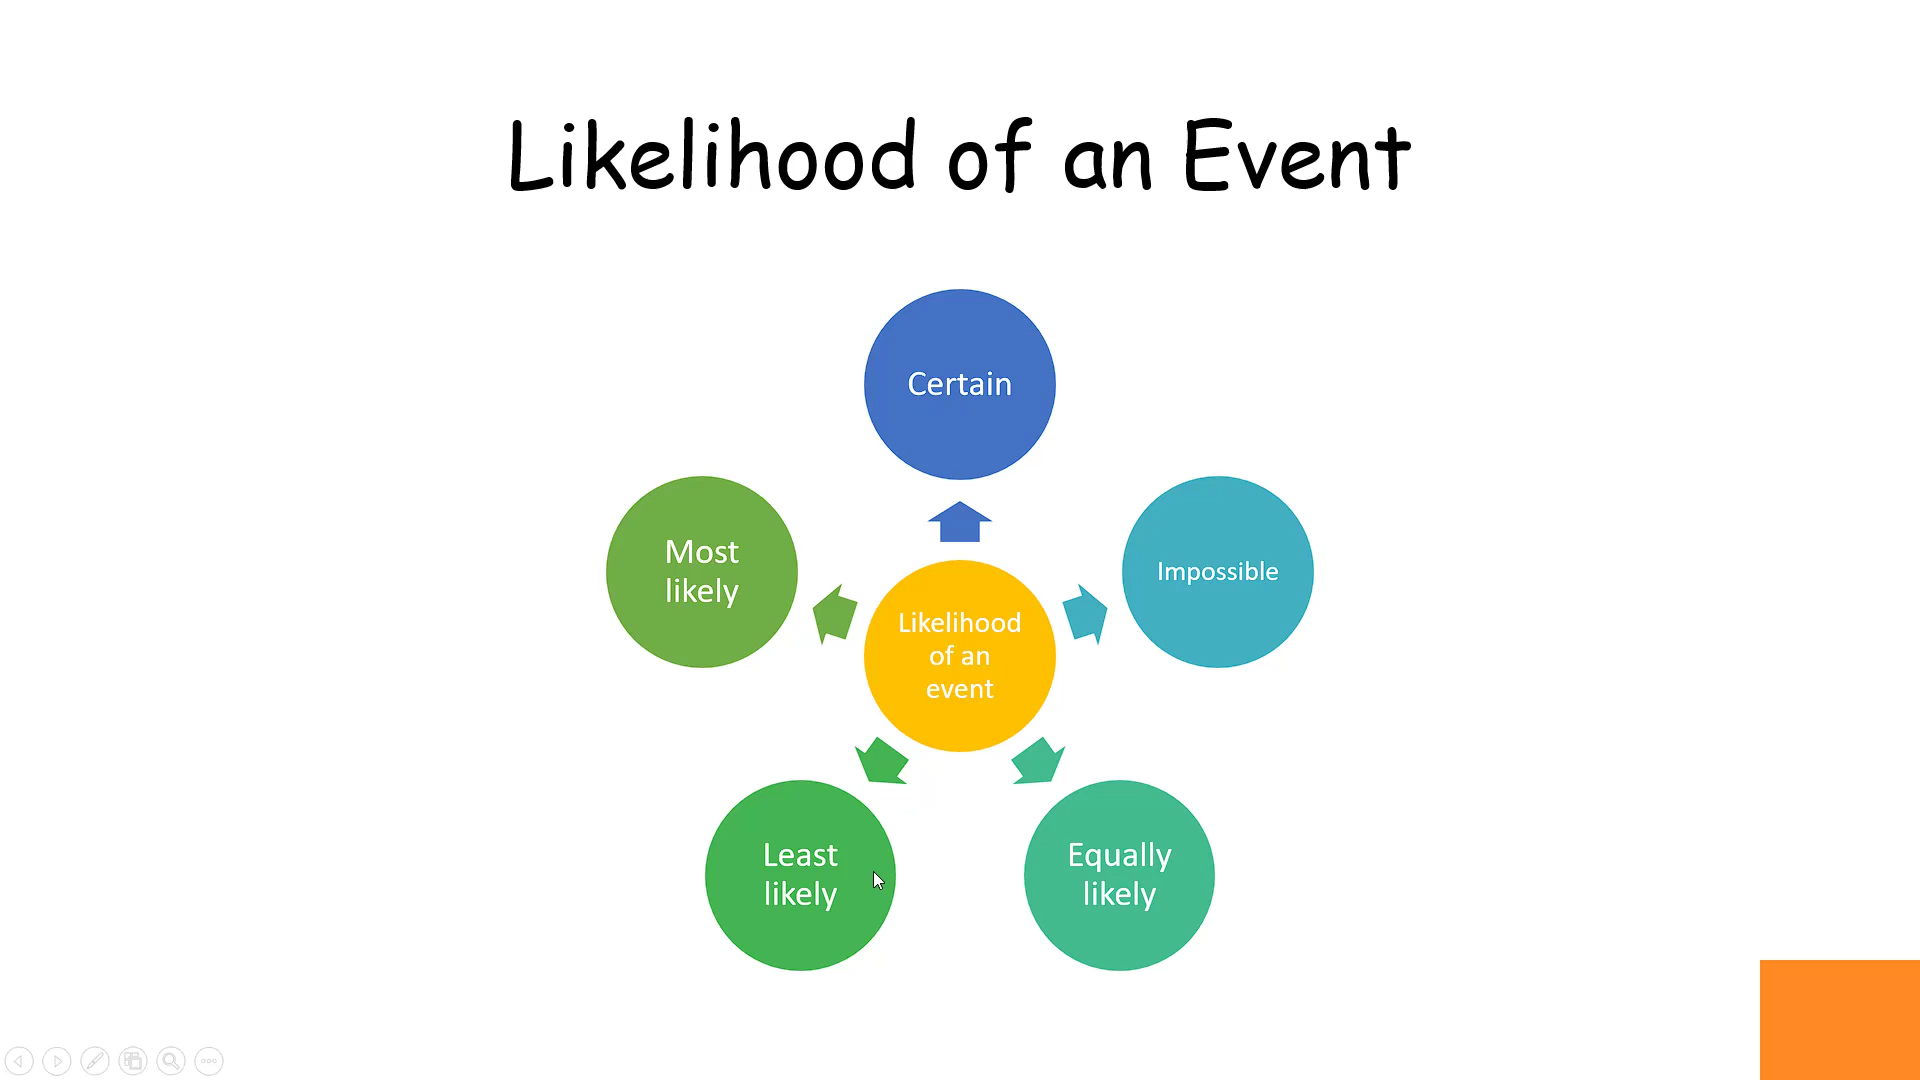 Likelihood of an Event
Certain
Most
likely
Impossible
Likelihood
of an
event
Least
likely
Equally
likely